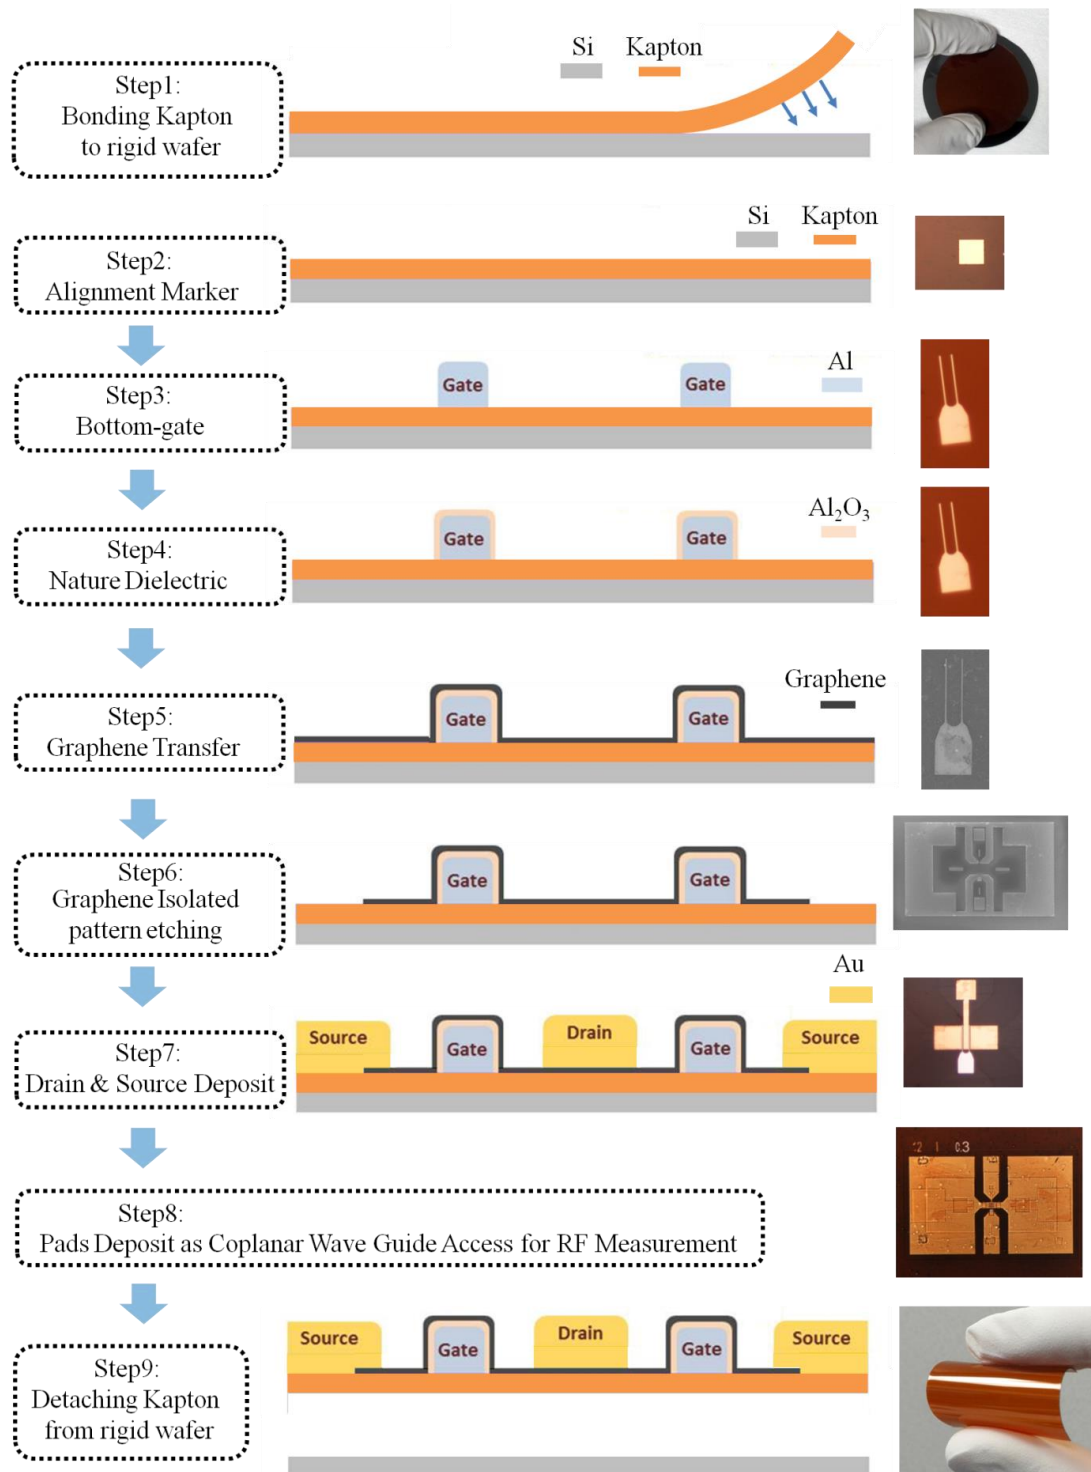 Si Kapton
Step1:
Bonding Kapton
to rigid wafer
Si Kapton
Step2:
Alignment Marker
Al
Gate Gate
Step3:
Bottom-gate
Al₂O₃
Gate Gate
Step4:
Nature Dielectric
Graphene
Gate Gate
Step5:
Graphene Transfer
Step6:
Graphene Isolated
pattern etching
Gate Gate
Au
Source Gate Drain Gate Source
Step7:
Drain & Source Deposit
0.3
Step8:
Pads Deposit as Coplanar Wave Guide Access for RF Measurement
Source Gate Drain Gate Source
Step9:
Detaching Kapton
from rigid wafer